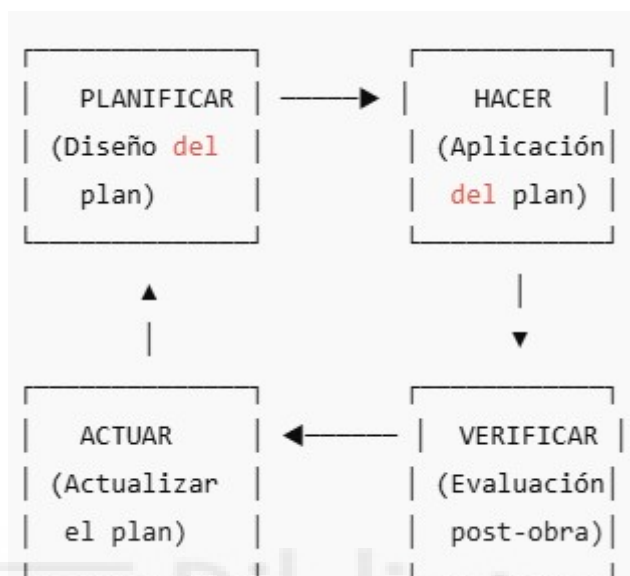 PLANIFICAR
(Diseño del
plan)
HACER
(Aplicación
del plan)
ACTUAR
(Actualizar
el plan)
VERIFICAR
(Evaluación
post-obra)